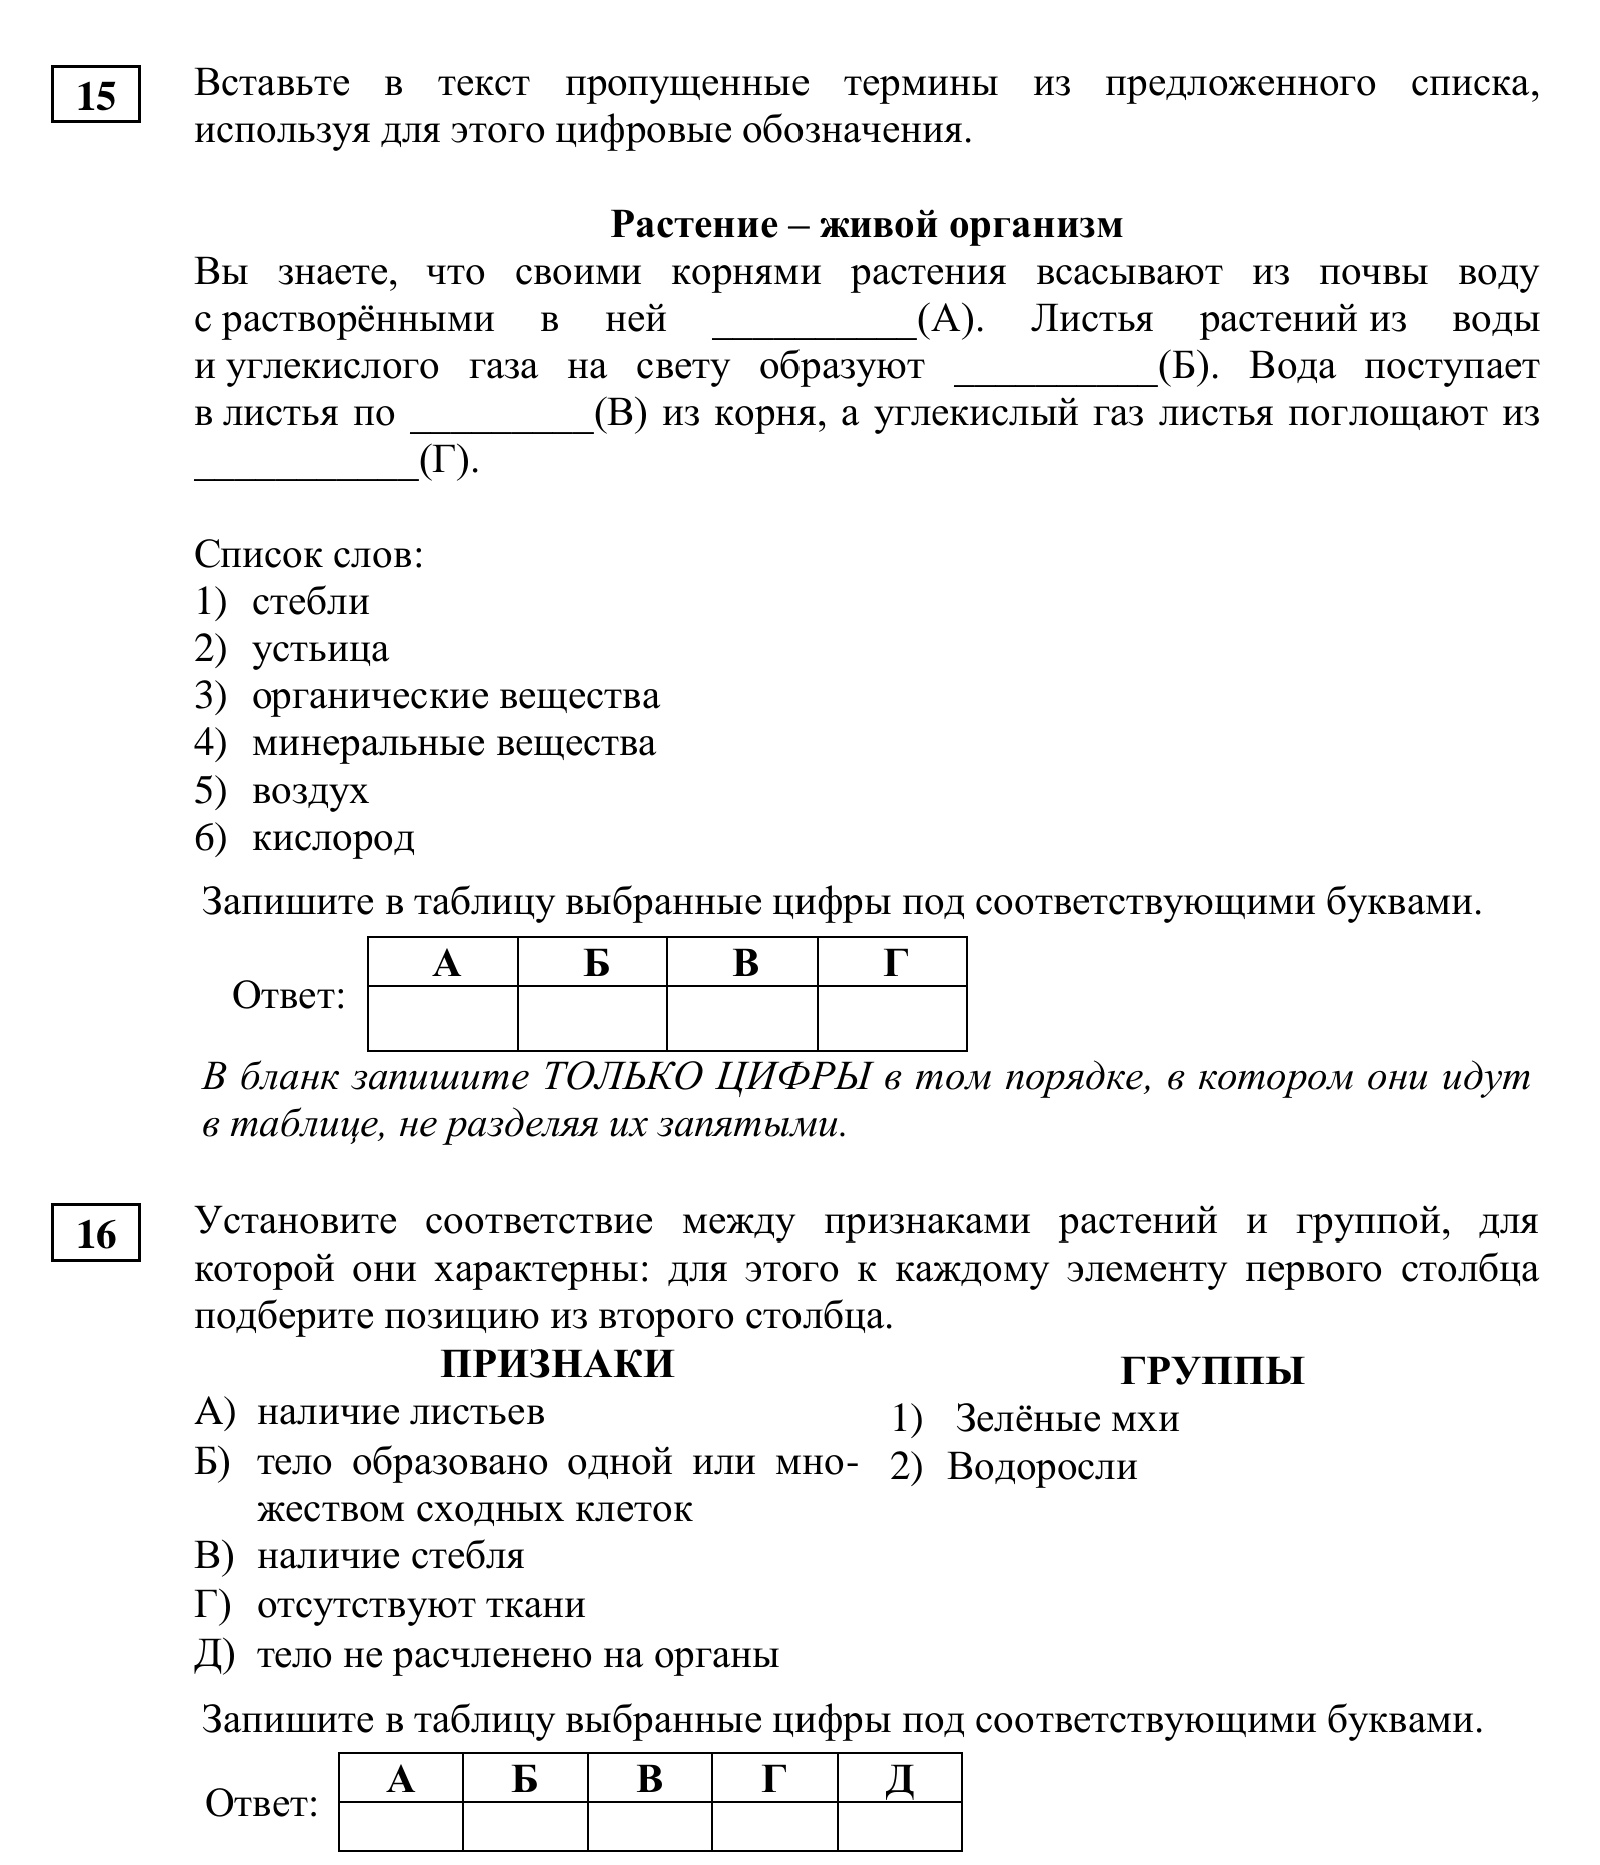 15
Вставьте в текст пропущенные термины из предложенного списка,
используя для этого цифровые обозначения.
Растение – живой организм
Вы знаете, что своими корнями растения всасывают из почвы воду
с растворёнными в ней __________(А). Листья растений из воды
и углекислого газа на свету образуют __________(Б). Вода поступает
в листья по _________(В) из корня, а углекислый газ листья поглощают из
___________(Г).
Список слов:
1) стебли
2) устьица
3) органические вещества
4) минеральные вещества
5) воздух
6) кислород
Запишите в таблицу выбранные цифры под соответствующими буквами.
А Б В Г
Ответ:
В бланк запишите ТОЛЬКО ЦИФРЫ в том порядке, в котором они идут
в таблице, не разделяя их запятыми.
16
Установите соответствие между признаками растений и группой, для
которой они характерны: для этого к каждому элементу первого столбца
подберите позицию из второго столбца.
ПРИЗНАКИ
А) наличие листьев
Б) тело образовано одной или мно-
жеством сходных клеток
В) наличие стебля
Г) отсутствуют ткани
Д) тело не расчленено на органы
ГРУППЫ
1) Зелёные мхи
2) Водоросли
Запишите в таблицу выбранные цифры под соответствующими буквами.
А Б В Г Д
Ответ: